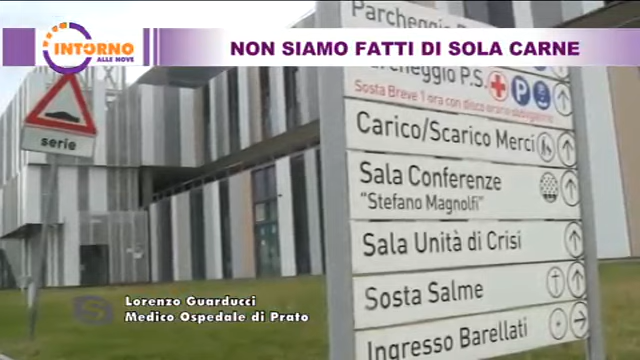 INTORNO
ALLE NOVE
NON SIAMO FATTI DI SOLA CARNE
Parcheggio
Parcheggio P.S.
P
Sosta Breve 1 ora con disco orario obbligatorio
serie
Carico/Scarico Merci
Sala Conferenze
"Stefano Magnolfi"
Sala Unità di Crisi
Sosta Salme
Ingresso Barellati
Lorenzo Guarducci
Medico Ospedale di Prato